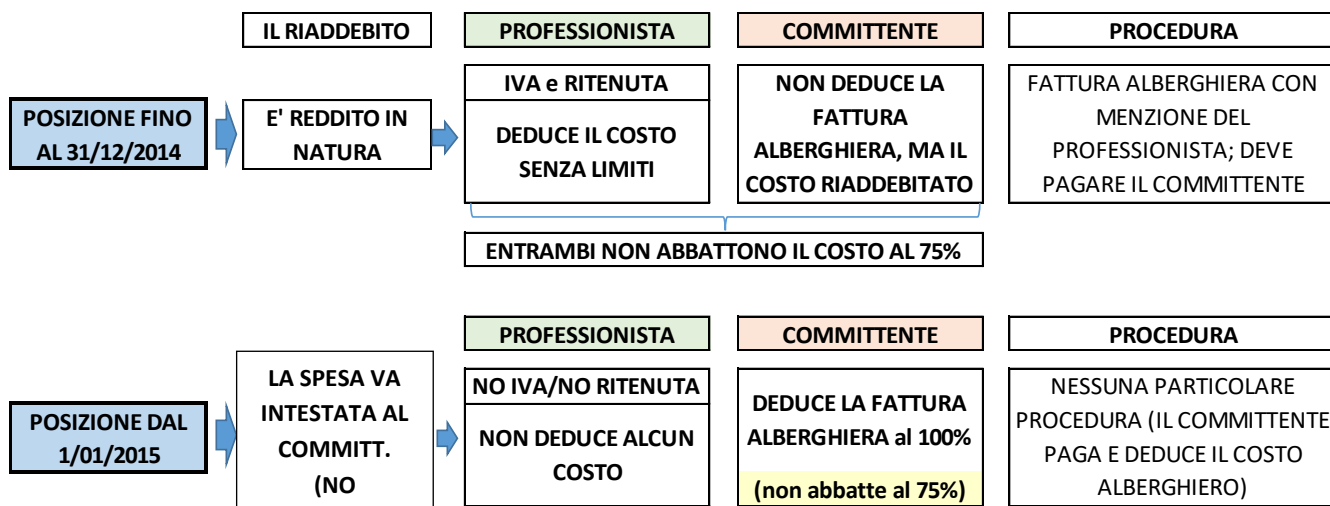 IL RIADDEBITO
PROFESSIONISTA
COMMITTENTE
PROCEDURA
POSIZIONE FINO
AL 31/12/2014
E' REDDITO IN
NATURA
IVA e RITENUTA
DEDUCE IL COSTO
SENZA LIMITI
NON DEDUCE LA
FATTURA
ALBERGHIERA, MA IL
COSTO RIADDEBITATO
FATTURA ALBERGHIERA CON
MENZIONE DEL
PROFESSIONISTA; DEVE
PAGARE IL COMMITTENTE
ENTRAMBI NON ABBATTONO IL COSTO AL 75%
PROFESSIONISTA
COMMITTENTE
PROCEDURA
POSIZIONE DAL
1/01/2015
LA SPESA VA
INTESTATA AL
COMMITT.
(NO
NO IVA/NO RITENUTA
NON DEDUCE ALCUN
COSTO
DEDUCE LA FATTURA
ALBERGHIERA al 100%
(non abbatte al 75%)
NESSUNA PARTICOLARE
PROCEDURA (IL COMMITTENTE
PAGA E DEDUCE IL COSTO
ALBERGHIERO)